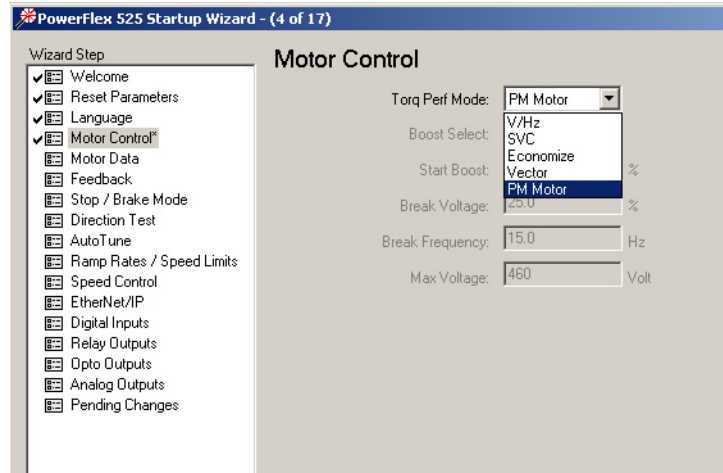 PowerFlex 525 Startup Wizard - (4 of 17)
Wizard Step
Welcome
Reset Parameters
Language
Motor Control*
Motor Data
Feedback
Stop / Brake Mode
Direction Test
AutoTune
Ramp Rates / Speed Limits
Speed Control
EtherNet/IP
Digital Inputs
Relay Outputs
Opto Outputs
Analog Outputs
Pending Changes
Motor Control
Torq Perf Mode: PM Motor
V/Hz
SVC
Economize
Vector
PM Motor
Boost Select:
Start Boost: %
Break Voltage: 25.0 %
Break Frequency: 15.0 Hz
Max Voltage: 460 Volt